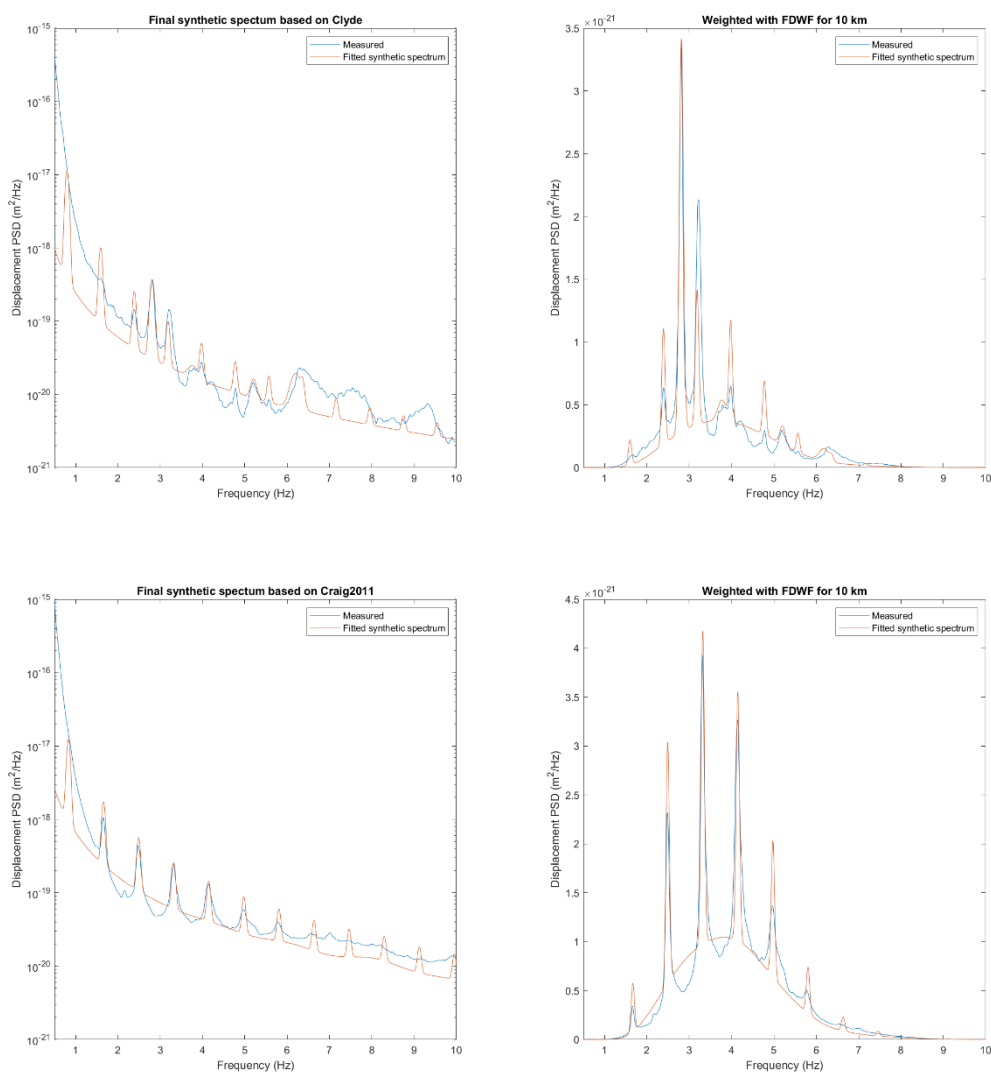 Final synthetic spectum based on Clyde
Displacement PSD (m²/Hz)
10⁻¹⁵
10⁻¹⁶
10⁻¹⁷
10⁻¹⁸
10⁻¹⁹
10⁻²⁰
10⁻²¹
Measured
Fitted synthetic spectrum
1 2 3 4 5 6 7 8 9 10
Frequency (Hz)
Weighted with FDWF for 10 km
×10⁻²¹
Displacement PSD (m²/Hz)
3.5
3
2.5
2
1.5
1
0.5
0
Measured
Fitted synthetic spectrum
1 2 3 4 5 6 7 8 9 10
Frequency (Hz)
Final synthetic spectrum based on Craig2011
Displacement PSD (m²/Hz)
10⁻¹⁵
10⁻¹⁶
10⁻¹⁷
10⁻¹⁸
10⁻¹⁹
10⁻²⁰
10⁻²¹
Measured
Fitted synthetic spectrum
1 2 3 4 5 6 7 8 9 10
Frequency (Hz)
Weighted with FDWF for 10 km
×10⁻²¹
Displacement PSD (m²/Hz)
4.5
4
3.5
3
2.5
2
1.5
1
0.5
0
Measured
Fitted synthetic spectrum
1 2 3 4 5 6 7 8 9 10
Frequency (Hz)